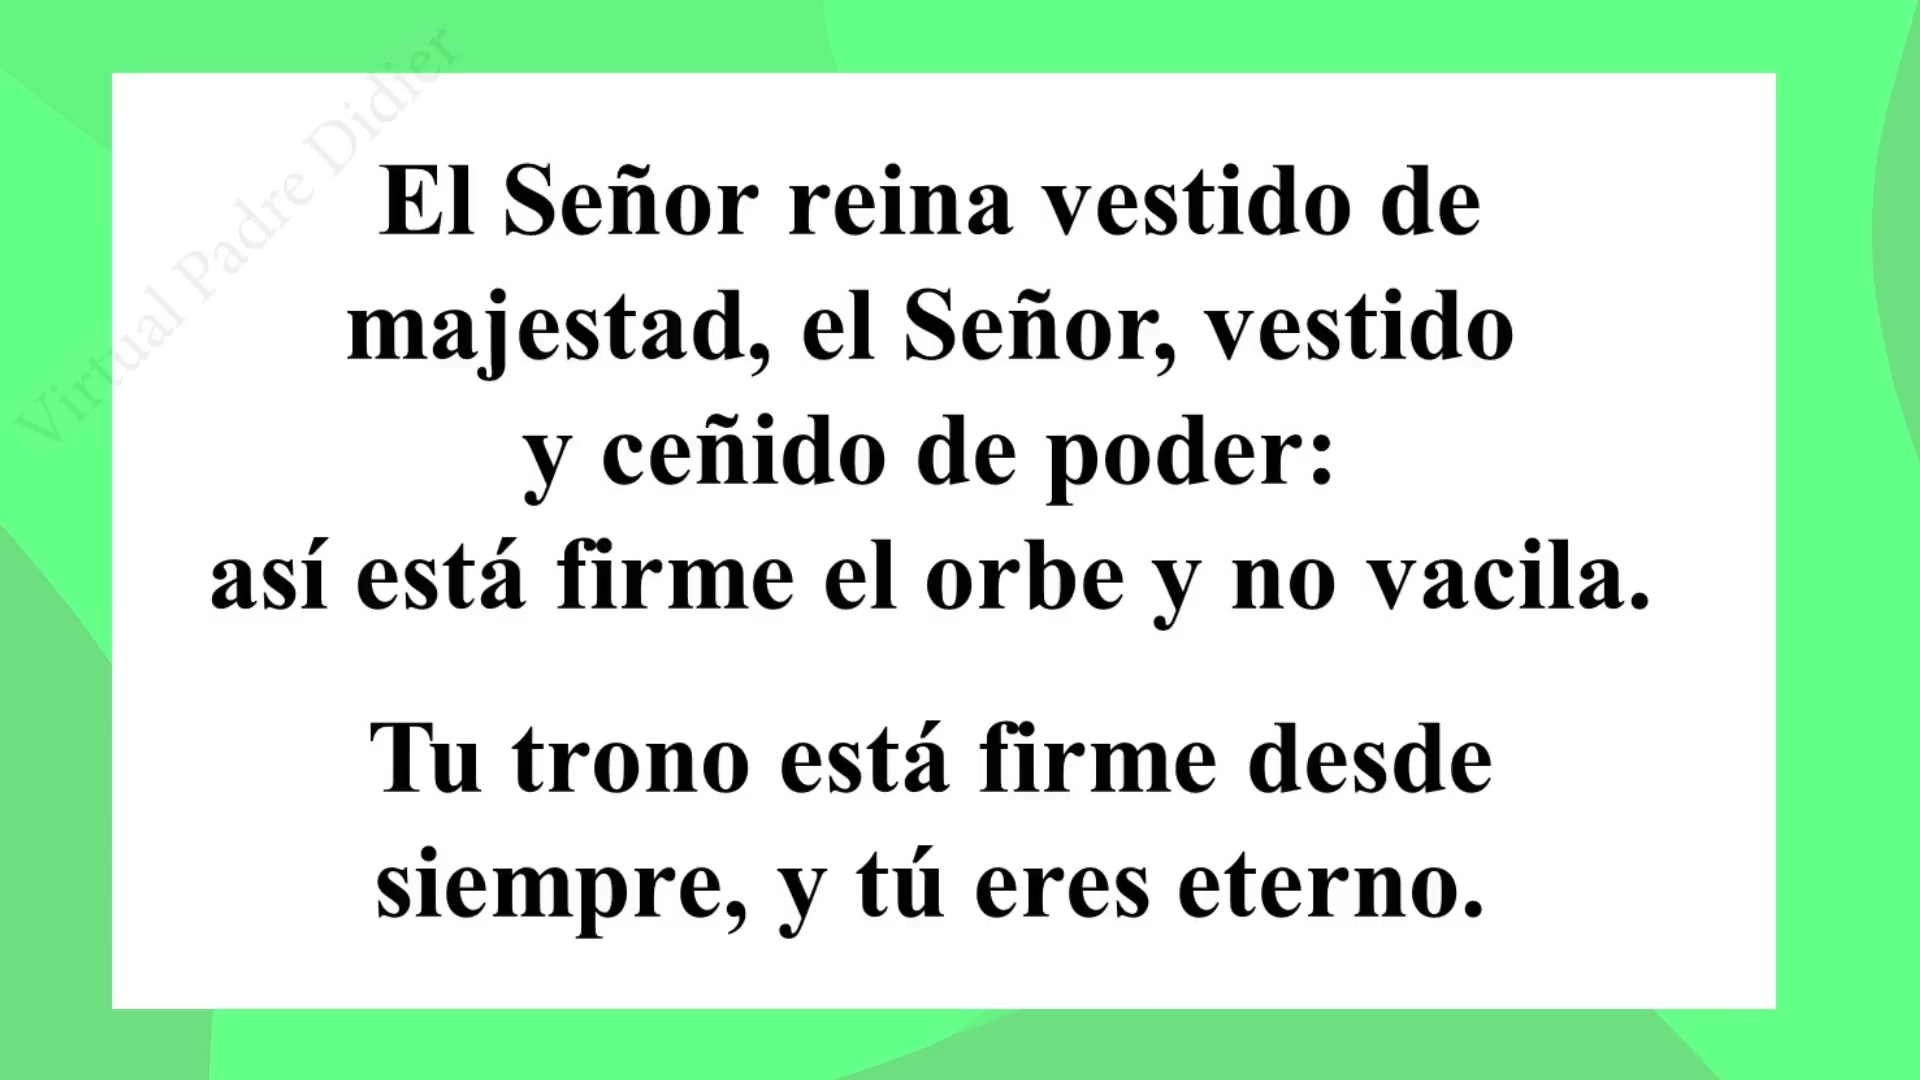 Virtual Padre Didier
El Señor reina vestido de
majestad, el Señor, vestido
y ceñido de poder:
así está firme el orbe y no vacila.
Tu trono está firme desde
siempre, y tú eres eterno.